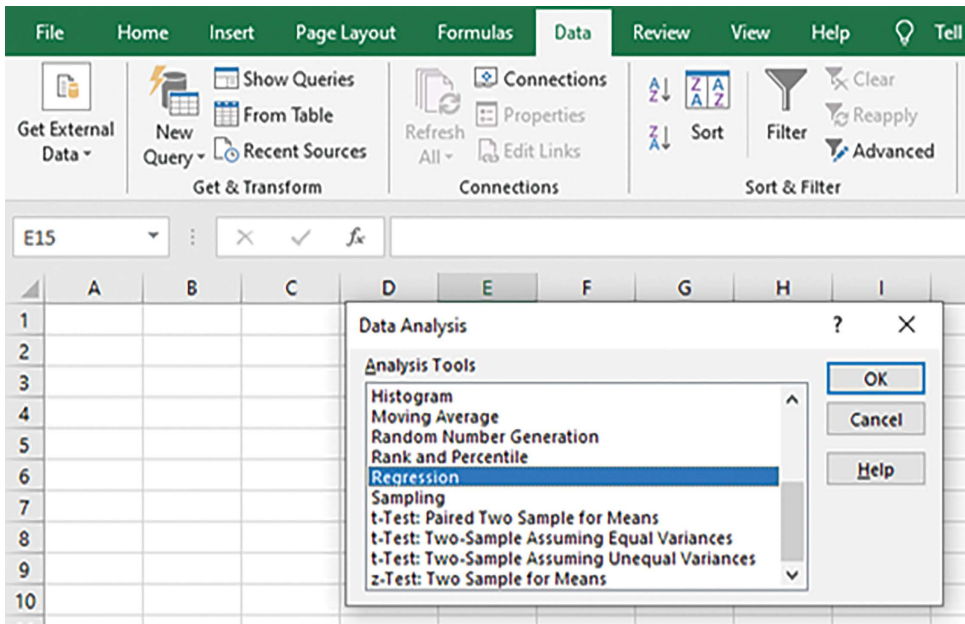 File Home Insert Page Layout Formulas Data Review View Help Tell
Get External Data
New Query
Show Queries
From Table
Recent Sources
Get & Transform
Refresh All
Connections
Properties
Edit Links
Connections
A Z
Z A
Z A
A Z
Sort
Filter
Clear
Reapply
Advanced
Sort & Filter
E15
fx
A B C D E F G H I
1
2
3
4
5
6
7
8
9
10
Data Analysis ? X
Analysis Tools
Histogram
Moving Average
Random Number Generation
Rank and Percentile
Regression
Sampling
t-Test: Paired Two Sample for Means
t-Test: Two-Sample Assuming Equal Variances
t-Test: Two-Sample Assuming Unequal Variances
z-Test: Two Sample for Means
OK
Cancel
Help